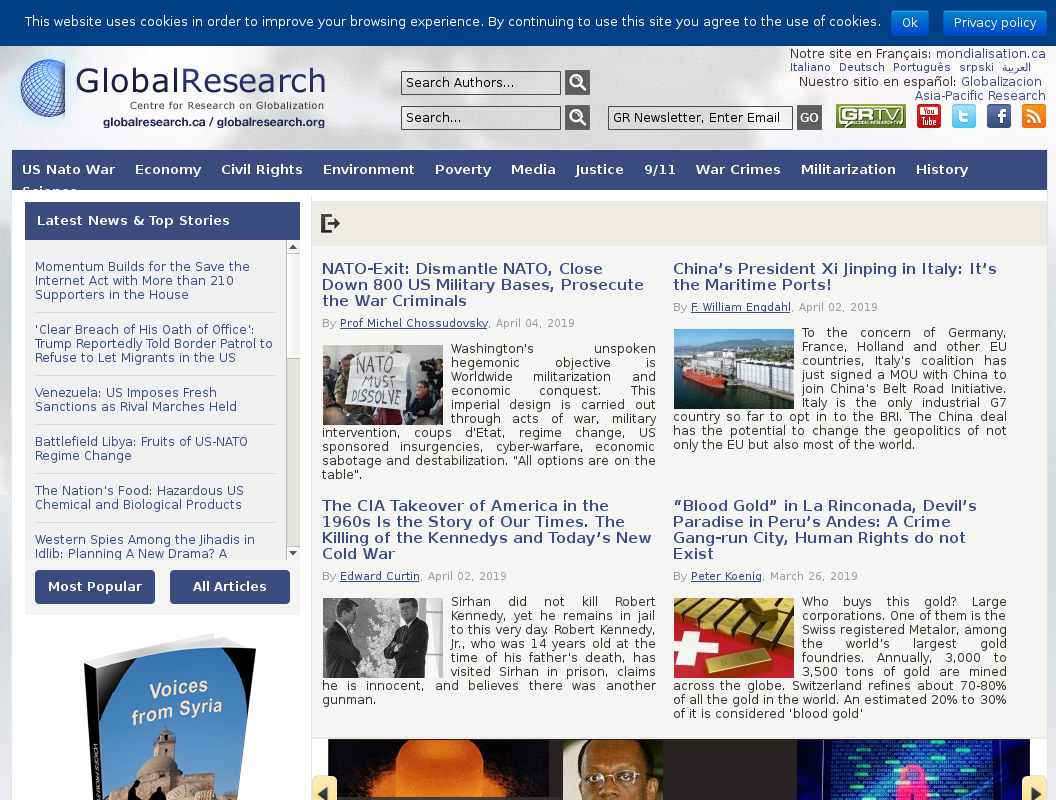 This website uses cookies in order to improve your browsing experience. By continuing to use this site you agree to the use of cookies.
Ok
Privacy policy
Notre site en Français: mondialisation.ca
Italiano Deutsch Português srpski العربية
Nuestro sitio en español: Globalizacion
Asia-Pacific Research
GlobalResearch
Centre for Research on Globalization
globalresearch.ca / globalresearch.org
Search Authors...
Search...
GR Newsletter, Enter Email
GO
GRTV
GLOBAL RESEARCH TV
You
Tube
US Nato War
Economy
Civil Rights
Environment
Poverty
Media
Justice
9/11
War Crimes
Militarization
History
Science
Latest News & Top Stories
Momentum Builds for the Save the
Internet Act with More than 210
Supporters in the House
'Clear Breach of His Oath of Office':
Trump Reportedly Told Border Patrol to
Refuse to Let Migrants in the US
Venezuela: US Imposes Fresh
Sanctions as Rival Marches Held
Battlefield Libya: Fruits of US-NATO
Regime Change
The Nation's Food: Hazardous US
Chemical and Biological Products
Western Spies Among the Jihadis in
Idlib: Planning A New Drama? A
Most Popular
All Articles
Voices
from Syria
NATO-Exit: Dismantle NATO, Close
Down 800 US Military Bases, Prosecute
the War Criminals
By Prof Michel Chossudovsky, April 04, 2019
NATO
MUST
DISSOLVE
Washington's unspoken
hegemonic objective is
Worldwide militarization and
economic conquest. This
imperial design is carried out
through acts of war, military
intervention, coups d'Etat, regime change, US
sponsored insurgencies, cyber-warfare, economic
sabotage and destabilization. "All options are on the
table".
China's President Xi Jinping in Italy: It's
the Maritime Ports!
By F. William Engdahl, April 02, 2019
To the concern of Germany,
France, Holland and other EU
countries, Italy's coalition has
just signed a MOU with China to
join China's Belt Road Initiative.
Italy is the only industrial G7
country so far to opt in to the BRI. The China deal
has the potential to change the geopolitics of not
only the EU but also most of the world.
The CIA Takeover of America in the
1960s Is the Story of Our Times. The
Killing of the Kennedys and Today's New
Cold War
By Edward Curtin, April 02, 2019
Sirhan did not kill Robert
Kennedy, yet he remains in jail
to this very day. Robert Kennedy,
Jr., who was 14 years old at the
time of his father's death, has
visited Sirhan in prison, claims
he is innocent, and believes there was another
gunman.
“Blood Gold” in La Rinconada, Devil's
Paradise in Peru's Andes: A Crime
Gang-run City, Human Rights do not
Exist
By Peter Koenig, March 26, 2019
Who buys this gold? Large
corporations. One of them is the
Swiss registered Metalor, among
the world's largest gold
foundries. Annually, 3,000 to
3,500 tons of gold are mined
across the globe. Switzerland refines about 70-80%
of all the gold in the world. An estimated 20% to 30%
of it is considered 'blood gold'